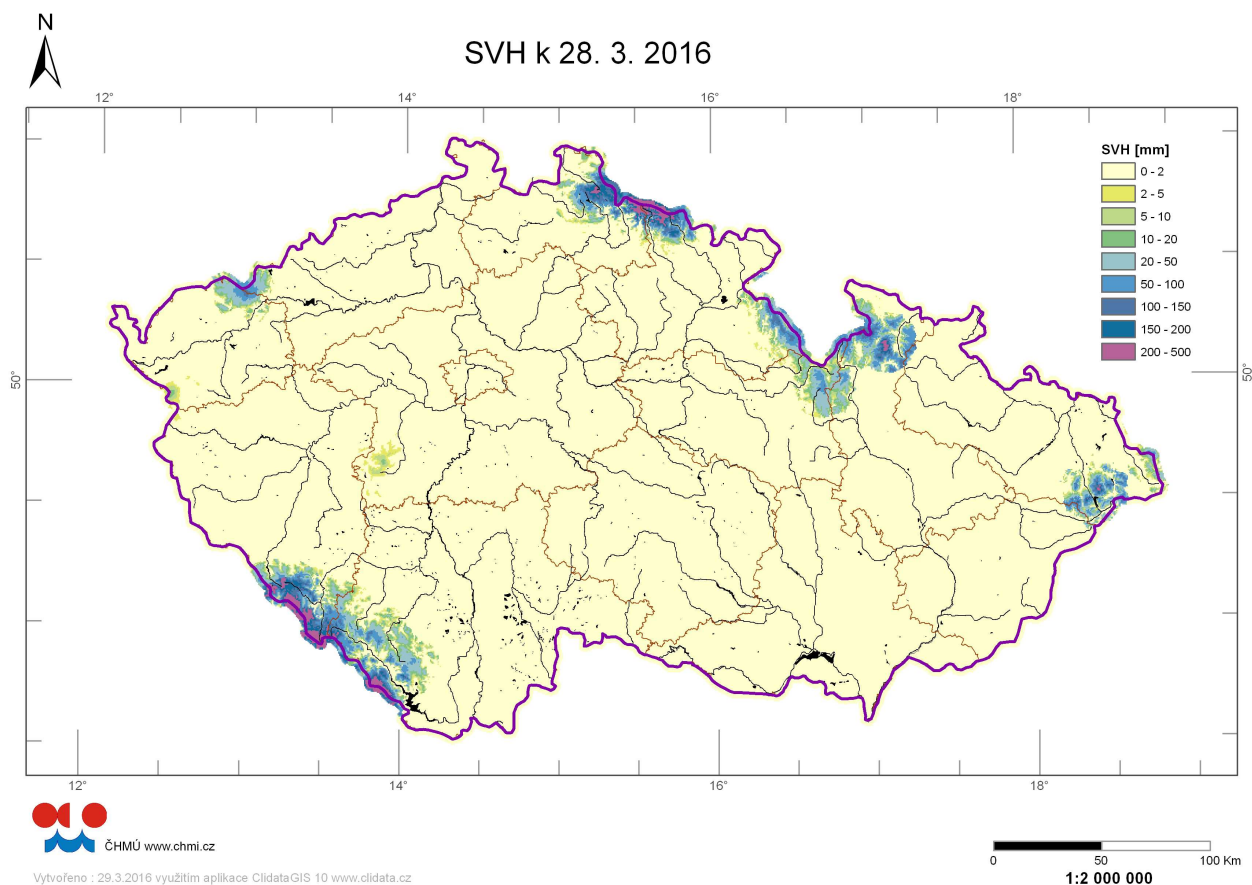 N
SVH k 28. 3. 2016
12° 14° 16° 18°
SVH [mm]
0 - 2
2 - 5
5 - 10
10 - 20
20 - 50
50 - 100
100 - 150
150 - 200
200 - 500
50° 50°
12° 14° 16° 18°
ČHMÚ www.chmi.cz
0 50 100 Km
1:2 000 000
Vytvořeno : 29.3.2016 využitím aplikace ClidataGIS 10 www.clidata.cz